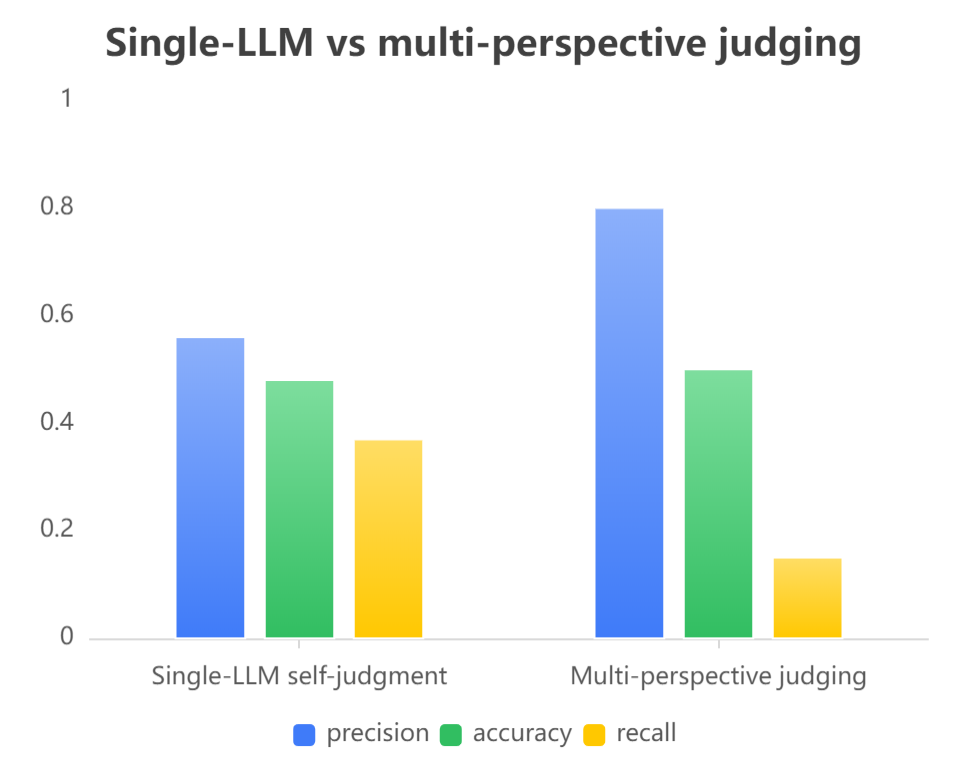 Single-LLM vs multi-perspective judging
1
0.8
0.6
0.4
0.2
0
Single-LLM self-judgment Multi-perspective judging
precision accuracy recall